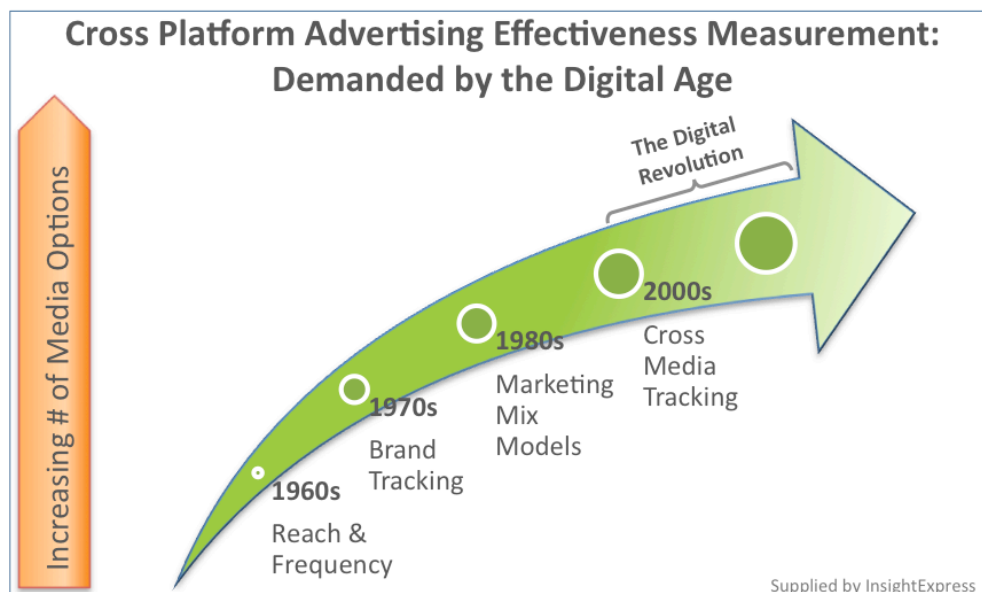 Cross Platform Advertising Effectiveness Measurement:
Demanded by the Digital Age
Increasing # of Media Options
The Digital
Revolution
1960s
Reach &
Frequency
1970s
Brand
Tracking
1980s
Marketing
Mix
Models
2000s
Cross
Media
Tracking
Supplied by InsightExpress